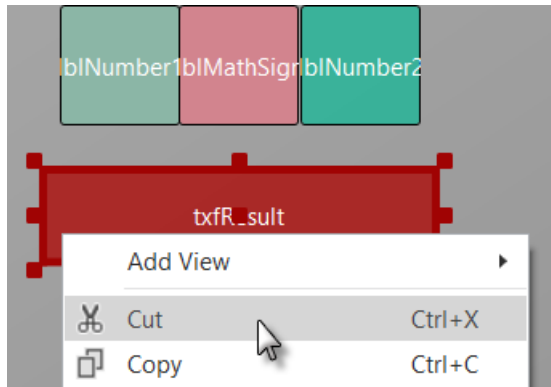 lblNumber1 lblMathSign lblNumber2
txfResult
Add View
Cut Ctrl+X
Copy Ctrl+C